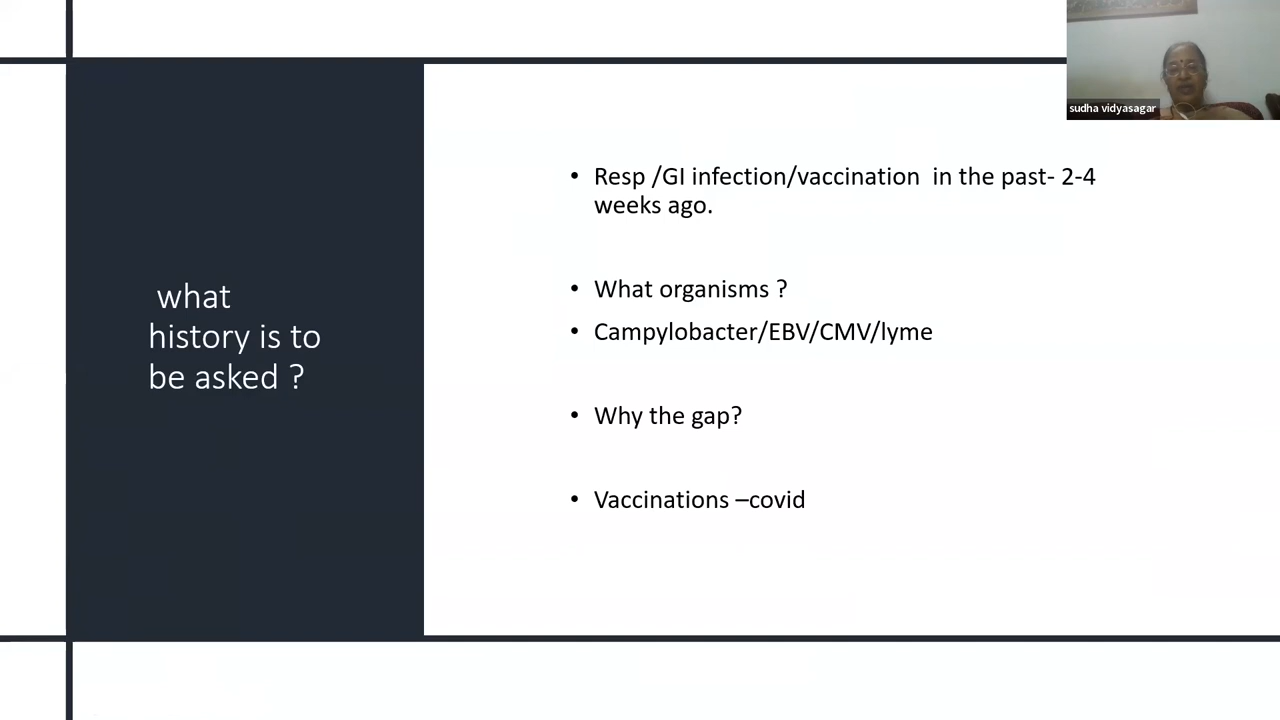 sudha vidyasagar
what
history is to
be asked ?
• Resp /GI infection/vaccination in the past- 2-4
weeks ago.
• What organisms ?
• Campylobacter/EBV/CMV/lyme
• Why the gap?
• Vaccinations –covid